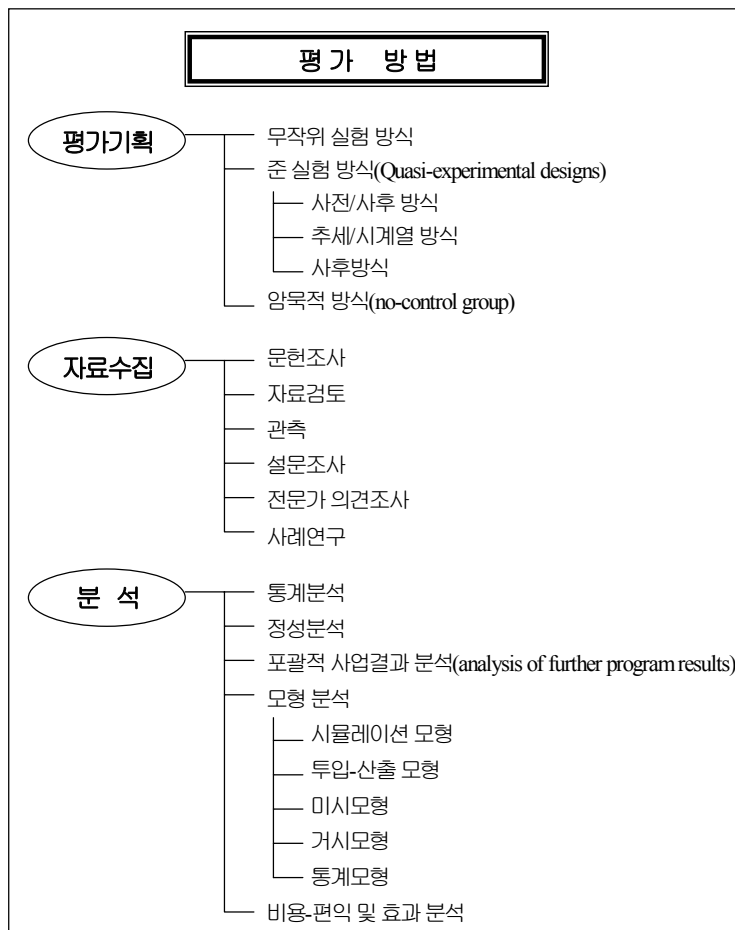 평가 방법
평가기획
무작위 실험 방식
준 실험 방식(Quasi-experimental designs)
사전/사후 방식
추세/시계열 방식
사후방식
암묵적 방식(no-control group)
자료수집
문헌조사
자료검토
관측
설문조사
전문가 의견조사
사례연구
분 석
통계분석
정성분석
포괄적 사업결과 분석(analysis of further program results)
모형 분석
시뮬레이션 모형
투입-산출 모형
미시모형
거시모형
통계모형
비용-편익 및 효과 분석